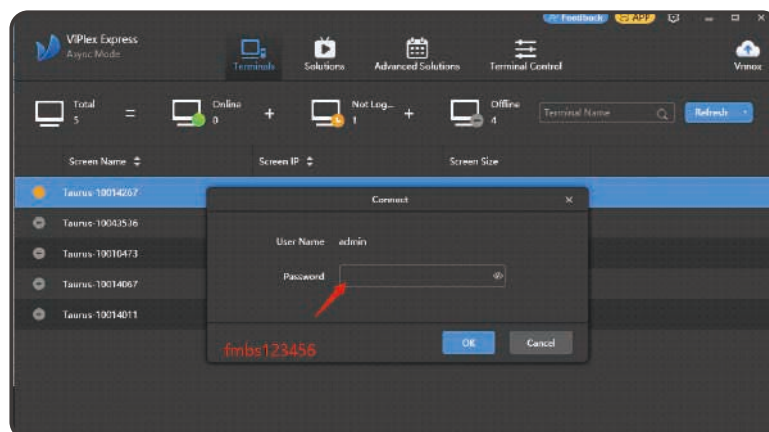 Feedback APP
ViPlex Express
Async Mode
Terminals Solutions Advanced Solutions Terminal Control Vnnox
Total 5 = Online 0 + Not Log... 1 + Offline 4 Terminal Name Refresh
Screen Name Screen IP Screen Size
Taurus-10014267
Connect
Taurus-10043536
User Name admin
Taurus-10010473
Password
Taurus-10014067
Taurus-10014011
OK Cancel
fmbs123456